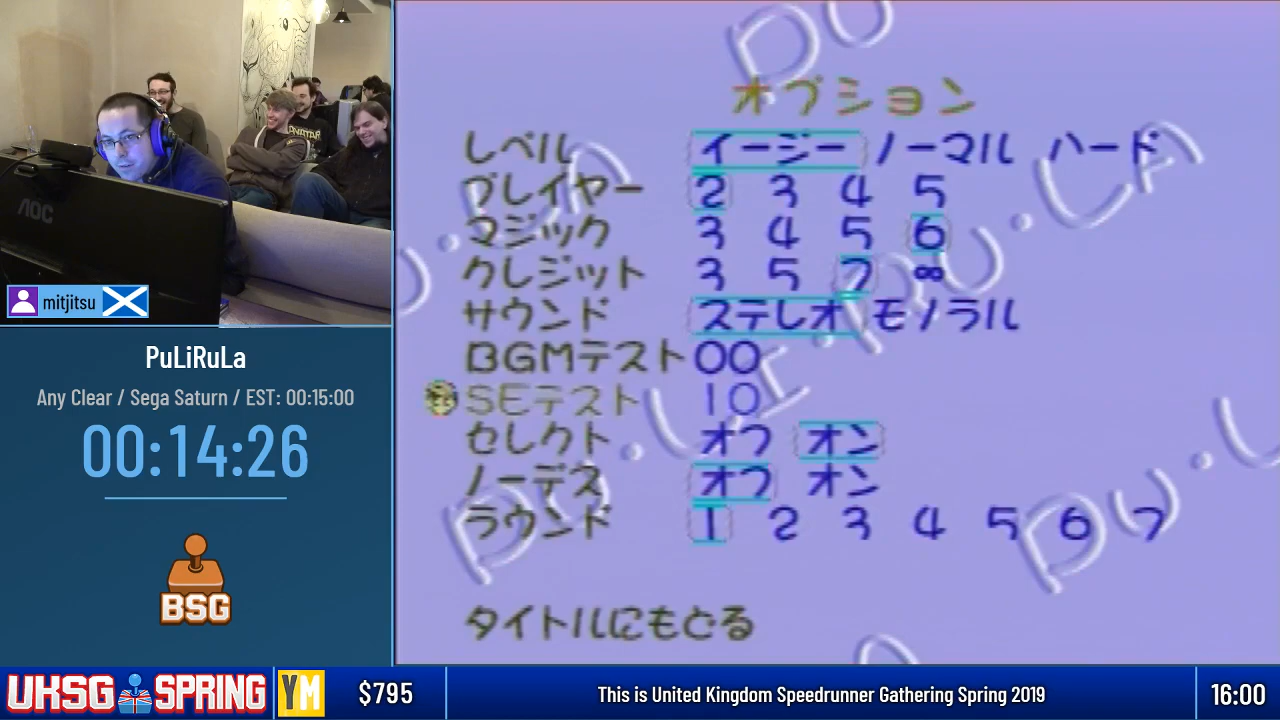 オプション
レベル イージー ノーマル ハード
プレイヤー 2 3 4 5
マジック 3 4 5 6
クレジット 3 5 7 ∞
サウンド ステレオ モノラル
BGMテスト 00
SEテスト 10
セレクト オフ オン
ノーデス オフ オン
ラウンド 1 2 3 4 5 6 7
タイトルにもどる
AOC
AVATAR
mitjitsu
PuLiRuLa
Any Clear / Sega Saturn / EST: 00:15:00
00:14:26
BSG
UKSG SPRING YM $795 This is United Kingdom Speedrunner Gathering Spring 2019 16:00